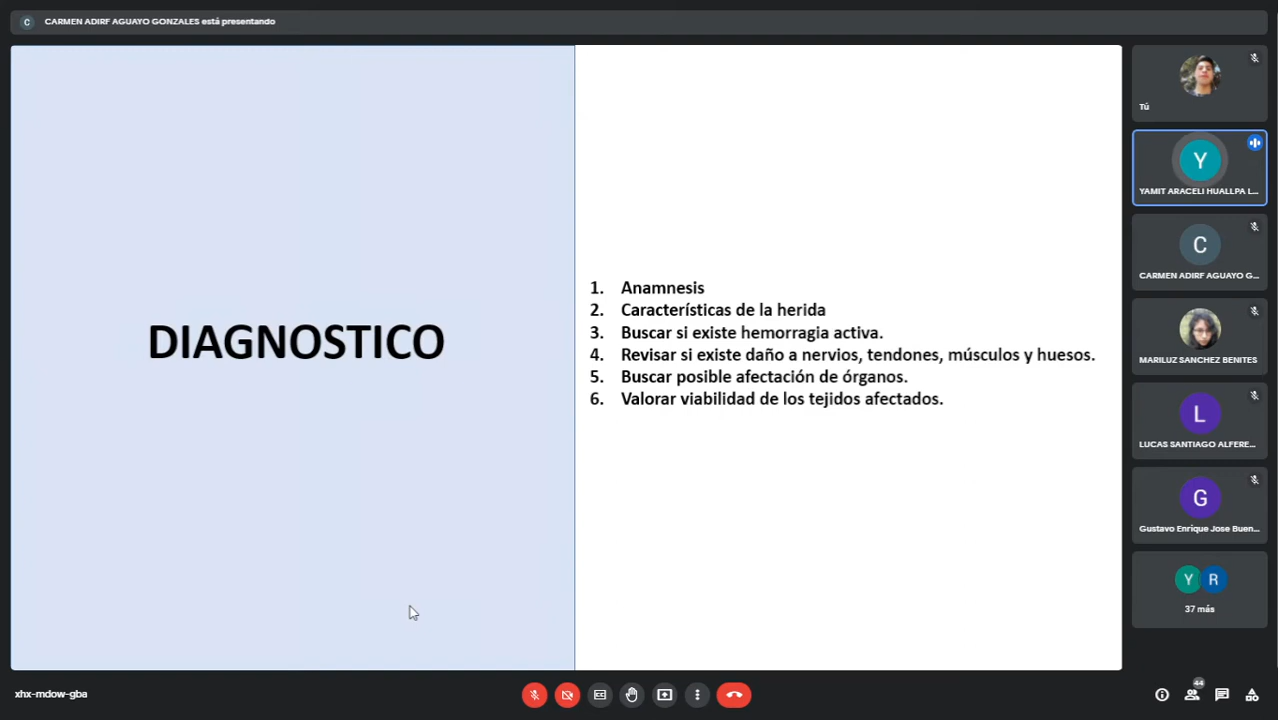 C
CARMEN ADIRF AGUAYO GONZALES está presentando
DIAGNOSTICO
1. Anamnesis
2. Características de la herida
3. Buscar si existe hemorragia activa.
4. Revisar si existe daño a nervios, tendones, músculos y huesos.
5. Buscar posible afectación de órganos.
6. Valorar viabilidad de los tejidos afectados.
Tú
Y
YAMIT ARACELI HUALLPA L...
C
CARMEN ADIRF AGUAYO G...
MARILUZ SANCHEZ BENITES
L
LUCAS SANTIAGO ALFERE...
G
Gustavo Enrique Jose Buen...
Y R
37 más
xhx-mdow-gba
44